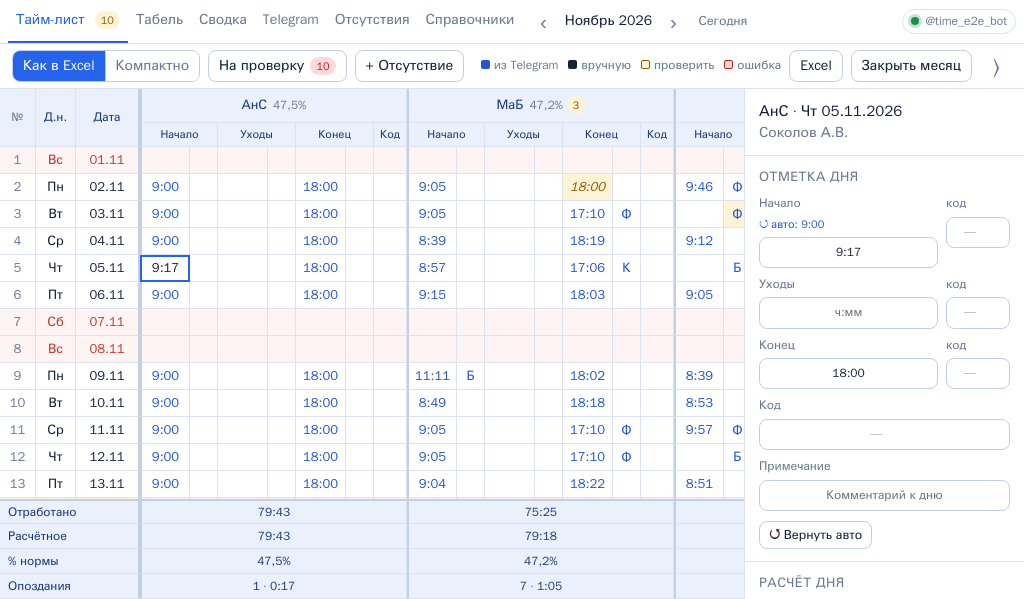 Тайм-лист 10 Табель Сводка Telegram Отсутствия Справочники ‹ Ноябрь 2026 › Сегодня @time_e2e_bot
Как в Excel Компактно На проверку 10 + Отсутствие из Telegram вручную проверить ошибка Excel Закрыть месяц 〉
№ Д.н. Дата АнС 47,5% МаБ 47,2% 3
Начало Уходы Конец Код Начало Уходы Конец Код Начало
1 Вс 01.11
2 Пн 02.11 9:00 18:00 9:05 18:00 9:46 Ф
3 Вт 03.11 9:00 18:00 9:05 17:10 Ф Ф
4 Ср 04.11 9:00 18:00 8:39 18:19 9:12
5 Чт 05.11 9:17 18:00 8:57 17:06 К Б
6 Пт 06.11 9:00 18:00 9:15 18:03 9:05
7 Сб 07.11
8 Вс 08.11
9 Пн 09.11 9:00 18:00 11:11 Б 18:02 8:39
10 Вт 10.11 9:00 18:00 8:49 18:18 8:53
11 Ср 11.11 9:00 18:00 9:05 17:10 Ф 9:57 Ф
12 Чт 12.11 9:00 18:00 9:05 17:10 Ф Б
13 Пт 13.11 9:00 18:00 9:04 18:22 8:51
Отработано 79:43 75:25
Расчётное 79:43 79:18
% нормы 47,5% 47,2%
Опоздания 1 · 0:17 7 · 1:05
АнС · Чт 05.11.2026
Соколов А.В.
ОТМЕТКА ДНЯ
Начало код
авто: 9:00 —
9:17
Уходы код
ч:мм —
Конец код
18:00 —
Код
—
Примечание
Комментарий к дню
Вернуть авто
РАСЧЁТ ДНЯ